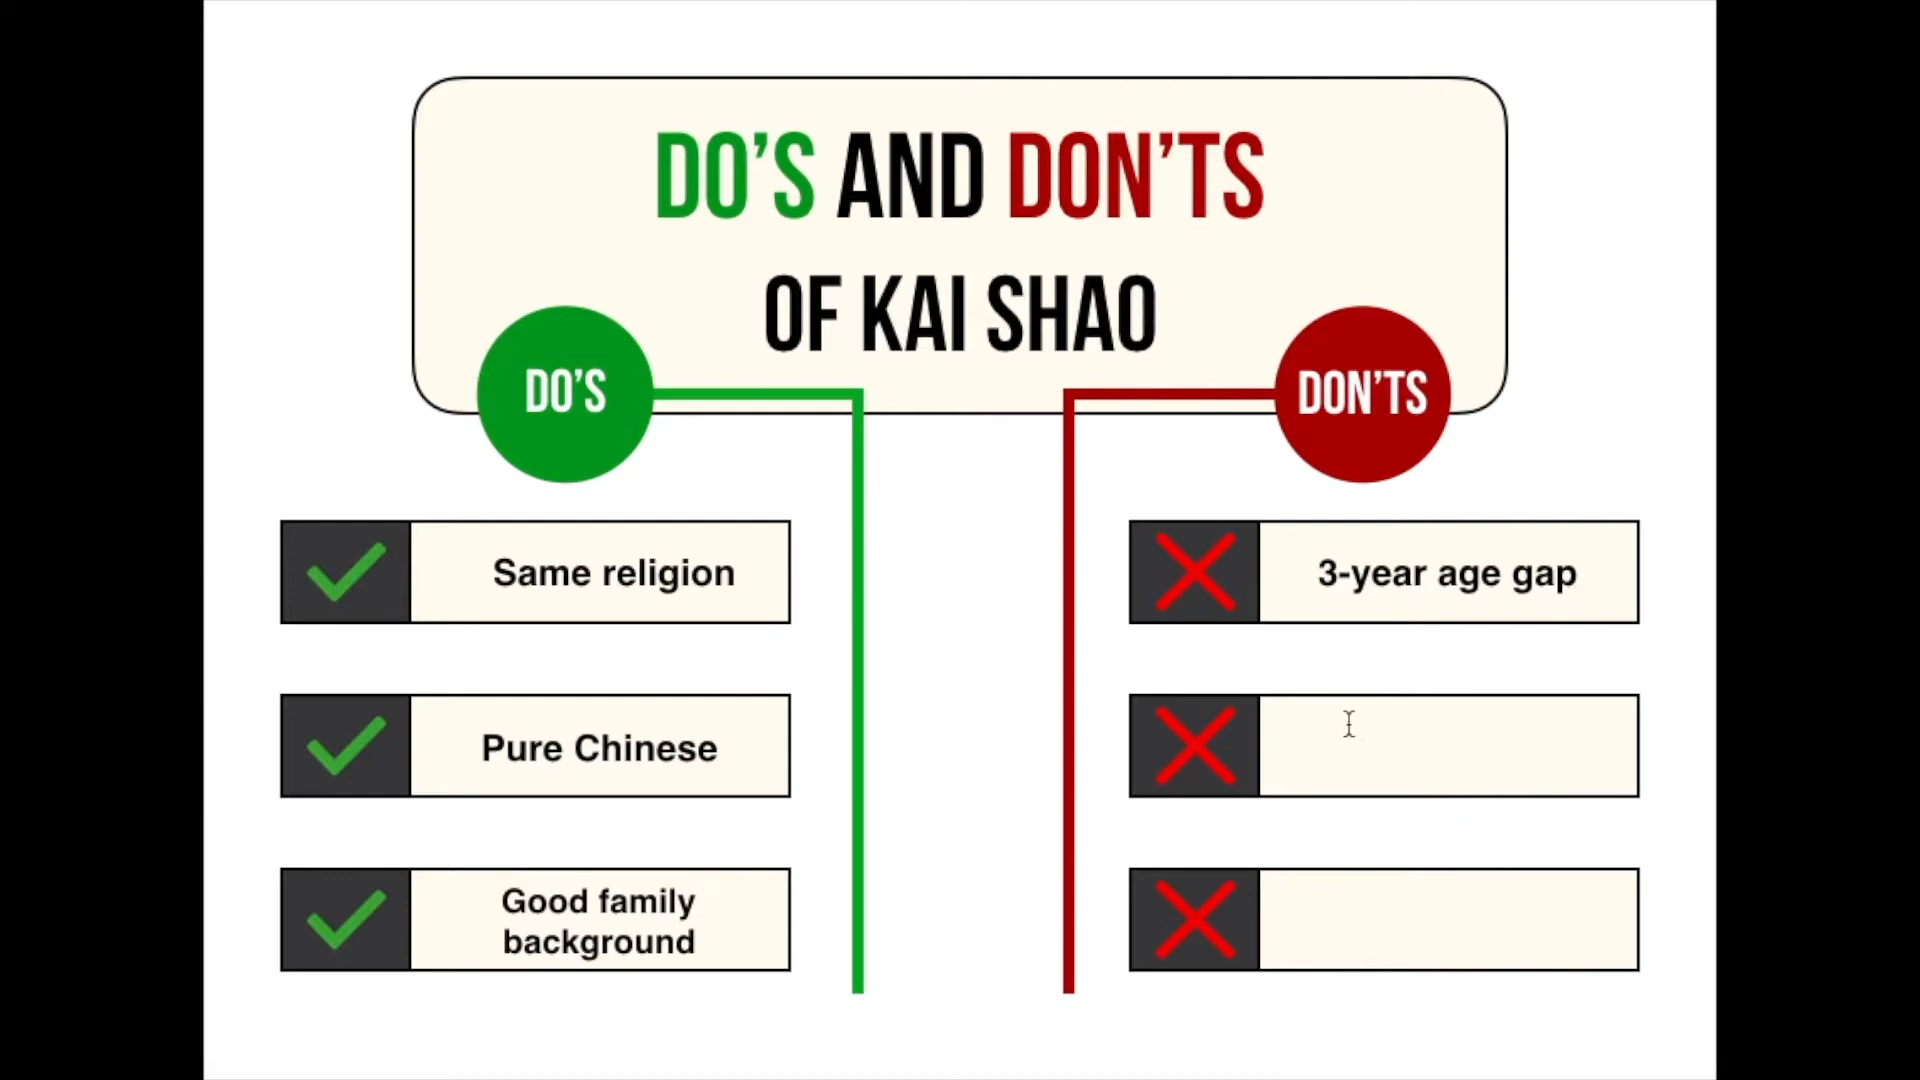 DO'S AND DON'TS
OF KAI SHAO
DO'S
Same religion
Pure Chinese
Good family
background
DON'TS
3-year age gap